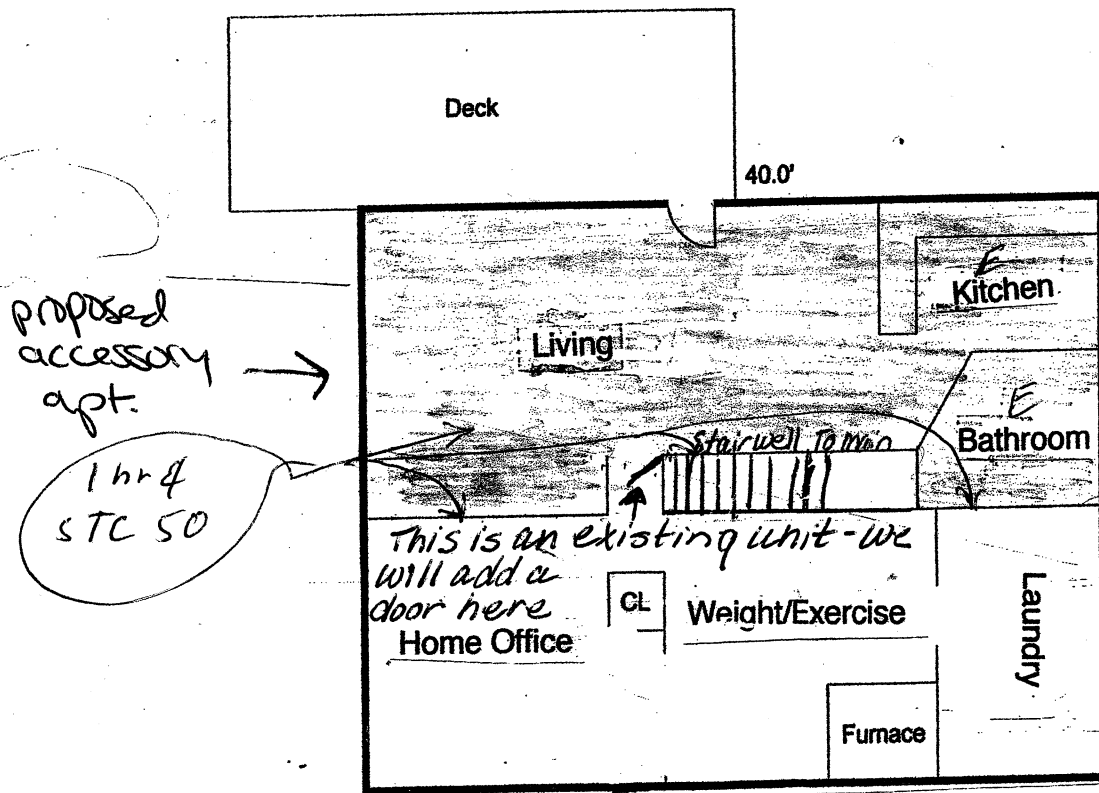 Deck
40.0'
E
Kitchen
proposed
accessory
apt.
Living
E
Bathroom
Stairwell To main
1 hr &
STC 50
This is an existing unit - we
will add a
door here
CL
Weight/Exercise
Home Office
Laundry
Furnace